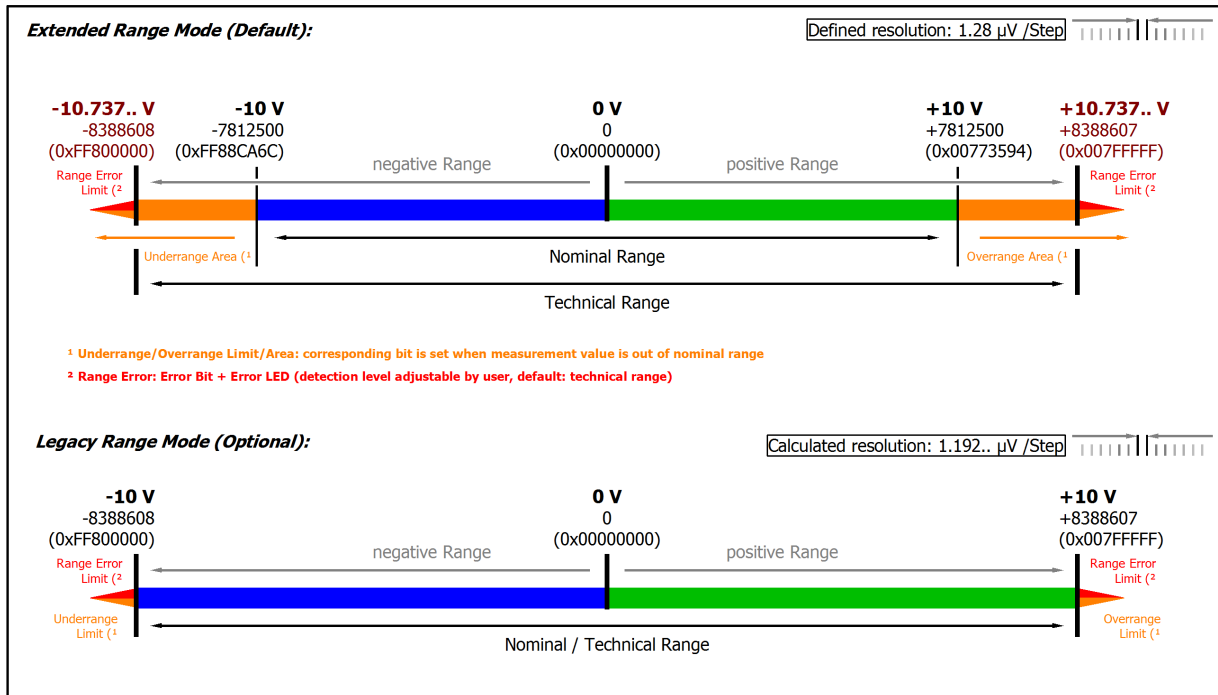 Extended Range Mode (Default):
Defined resolution: 1.28 µV /Step
-10.737.. V
-8388608
(0xFF800000)
-10 V
-7812500
(0xFF88CA6C)
0 V
0
(0x00000000)
+10 V
+7812500
(0x00773594)
+10.737.. V
+8388607
(0x007FFFFF)
negative Range
positive Range
Range Error
Limit (²
Range Error
Limit (²
Underrange Area (¹
Nominal Range
Overrange Area (¹
Technical Range
¹ Underrange/Overrange Limit/Area: corresponding bit is set when measurement value is out of nominal range
² Range Error: Error Bit + Error LED (detection level adjustable by user, default: technical range)
Legacy Range Mode (Optional):
Calculated resolution: 1.192.. µV /Step
-10 V
-8388608
(0xFF800000)
0 V
0
(0x00000000)
+10 V
+8388607
(0x007FFFFF)
negative Range
positive Range
Range Error
Limit (²
Range Error
Limit (²
Underrange
Limit (¹
Overrange
Limit (¹
Nominal / Technical Range